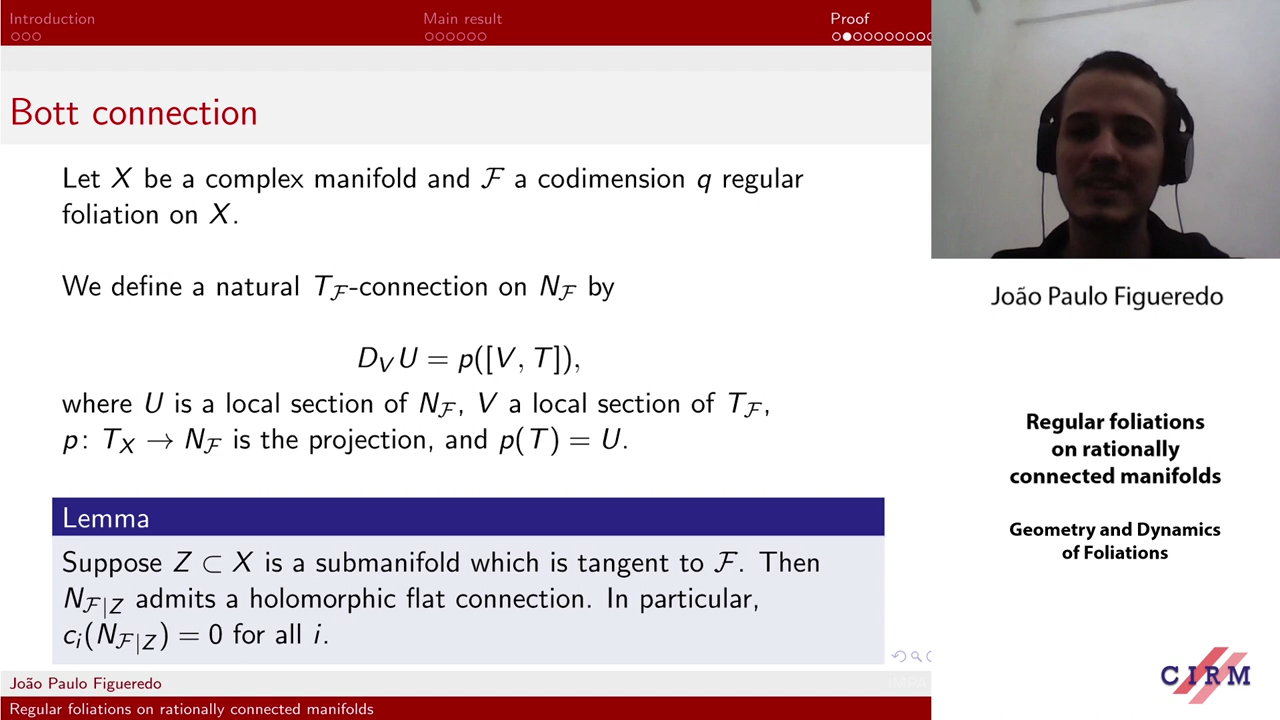 Introduction
Main result
Proof
Bott connection
Let X be a complex manifold and ℱ a codimension q regular
foliation on X.
We define a natural T_ℱ-connection on N_ℱ by
D_V U = p([V, T]),
where U is a local section of N_ℱ, V a local section of T_ℱ,
p: T_X → N_ℱ is the projection, and p(T) = U.
Lemma
Suppose Z ⊂ X is a submanifold which is tangent to ℱ. Then
N_ℱ|Z admits a holomorphic flat connection. In particular,
c_i(N_ℱ|Z) = 0 for all i.
João Paulo Figueredo
IMPA
Regular foliations on rationally connected manifolds
João Paulo Figueredo
Regular foliations
on rationally
connected manifolds
Geometry and Dynamics
of Foliations
CIRM